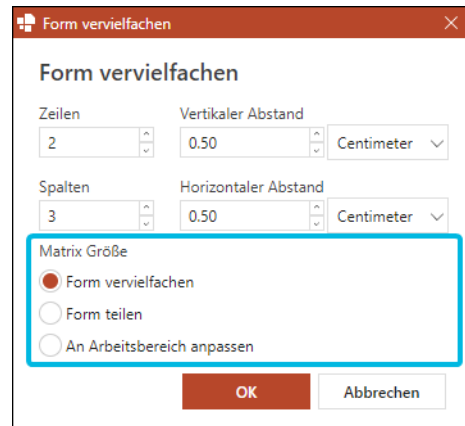 Form vervielfachen
Form vervielfachen
Zeilen Vertikaler Abstand
2 0.50 Centimeter
Spalten Horizontaler Abstand
3 0.50 Centimeter
Matrix Größe
Form vervielfachen
Form teilen
An Arbeitsbereich anpassen
OK Abbrechen